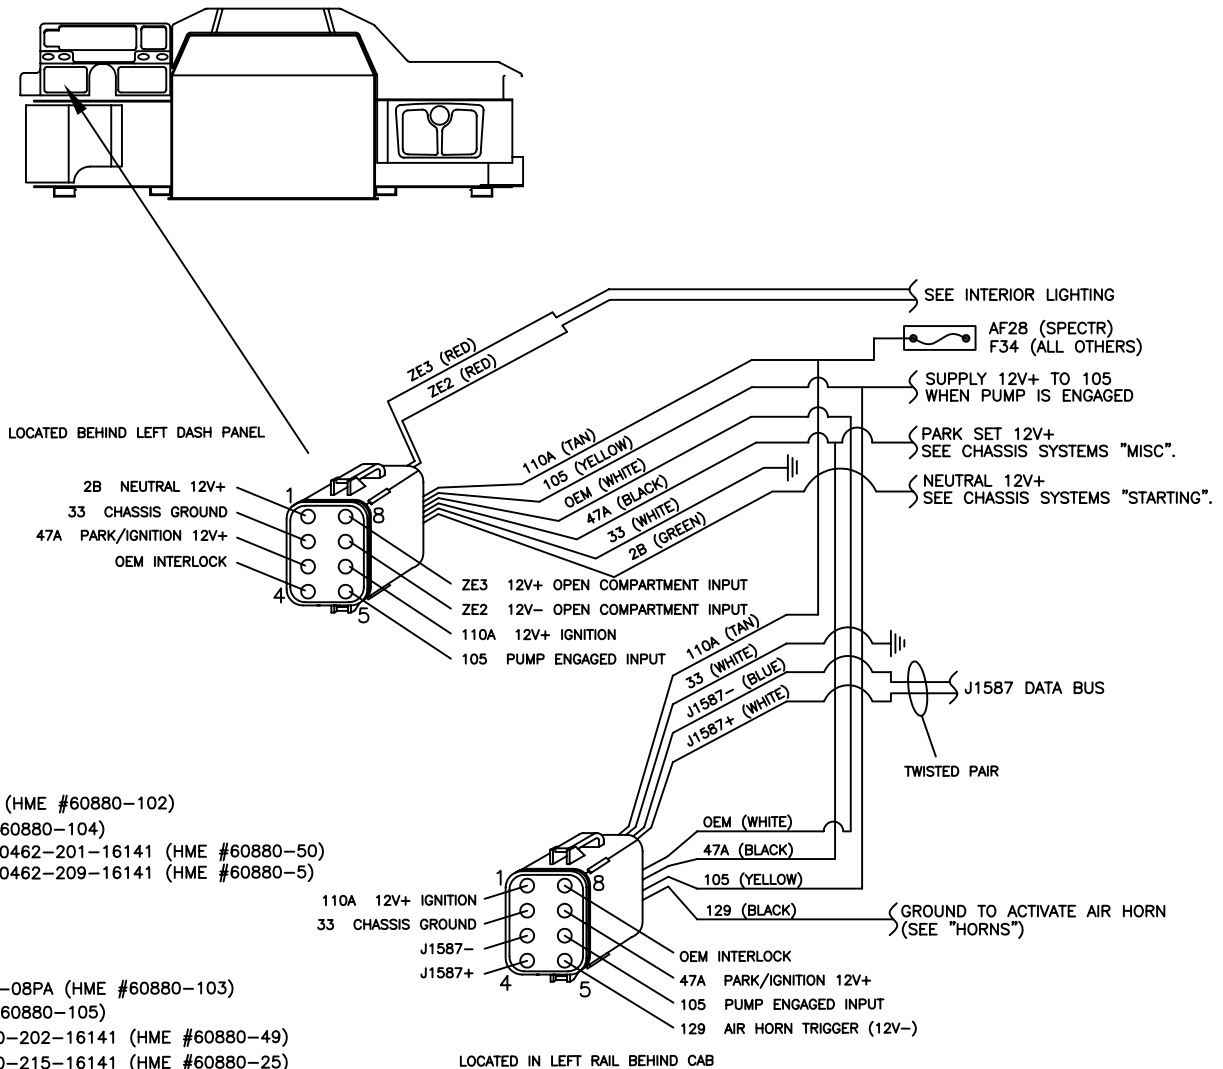 SEE INTERIOR LIGHTING
AF28 (SPECTR)
F34 (ALL OTHERS)
ZE3 (RED)
ZE2 (RED)
SUPPLY 12V+ TO 105
WHEN PUMP IS ENGAGED
LOCATED BEHIND LEFT DASH PANEL
110A (TAN)
105 (YELLOW)
OEM (WHITE)
47A (BLACK)
33 (WHITE)
2B (GREEN)
PARK SET 12V+
SEE CHASSIS SYSTEMS "MISC".
NEUTRAL 12V+
SEE CHASSIS SYSTEMS "STARTING".
2B NEUTRAL 12V+
33 CHASSIS GROUND
47A PARK/IGNITION 12V+
OEM INTERLOCK
1
8
4
5
ZE3 12V+ OPEN COMPARTMENT INPUT
ZE2 12V- OPEN COMPARTMENT INPUT
110A 12V+ IGNITION
105 PUMP ENGAGED INPUT
110A (TAN)
33 (WHITE)
J1587- (BLUE)
J1587+ (WHITE)
J1587 DATA BUS
TWISTED PAIR
(HME #60880-102)
60880-104)
0462-201-16141 (HME #60880-50)
0462-209-16141 (HME #60880-5)
OEM (WHITE)
47A (BLACK)
105 (YELLOW)
129 (BLACK)
GROUND TO ACTIVATE AIR HORN
(SEE "HORNS")
110A 12V+ IGNITION
33 CHASSIS GROUND
J1587-
J1587+
1
8
4
5
OEM INTERLOCK
47A PARK/IGNITION 12V+
105 PUMP ENGAGED INPUT
129 AIR HORN TRIGGER (12V-)
-08PA (HME #60880-103)
60880-105)
0-202-16141 (HME #60880-49)
0-215-16141 (HME #60880-25)
LOCATED IN LEFT RAIL BEHIND CAB